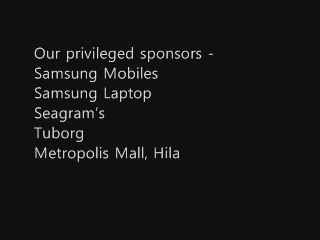 Our privileged sponsors -
Samsung Mobiles
Samsung Laptop
Seagram's
Tuborg
Metropolis Mall, Hila